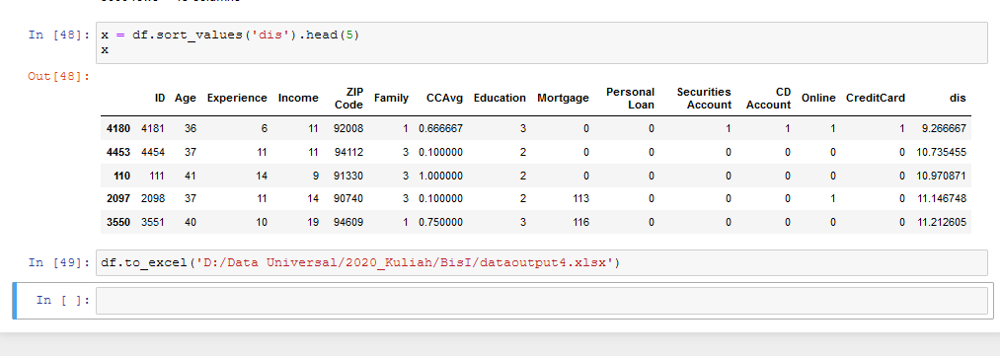 In [48]: x = df.sort_values('dis').head(5)
x
Out[48]:
ID Age Experience Income ZIP Code Family CCAvg Education Mortgage Personal Loan Securities Account CD Account Online CreditCard dis
4180 4181 36 6 11 92008 1 0.666667 3 0 0 1 1 1 1 9.266667
4453 4454 37 11 11 94112 3 0.100000 2 0 0 0 0 0 0 10.735455
110 111 41 14 9 91330 3 1.000000 2 0 0 0 0 0 0 10.970871
2097 2098 37 11 14 90740 3 0.100000 2 113 0 0 0 1 0 11.146748
3550 3551 40 10 19 94609 1 0.750000 3 116 0 0 0 0 0 11.212605
In [49]: df.to_excel('D:/Data Universal/2020_Kuliah/BisI/dataoutput4.xlsx')
In [ ]: